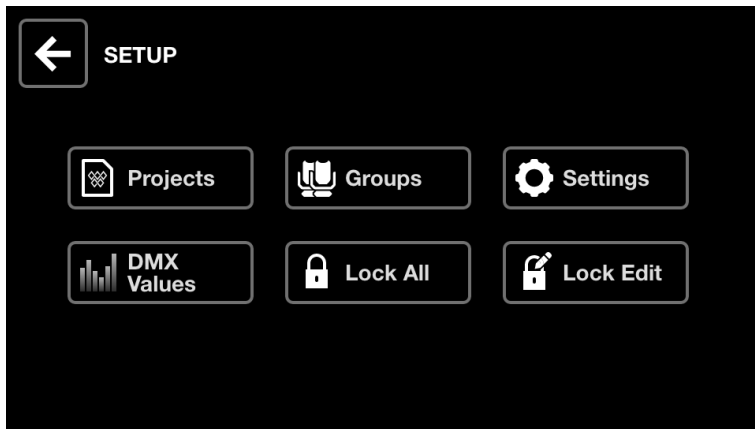 SETUP
Projects
Groups
Settings
DMX
Values
Lock All
Lock Edit